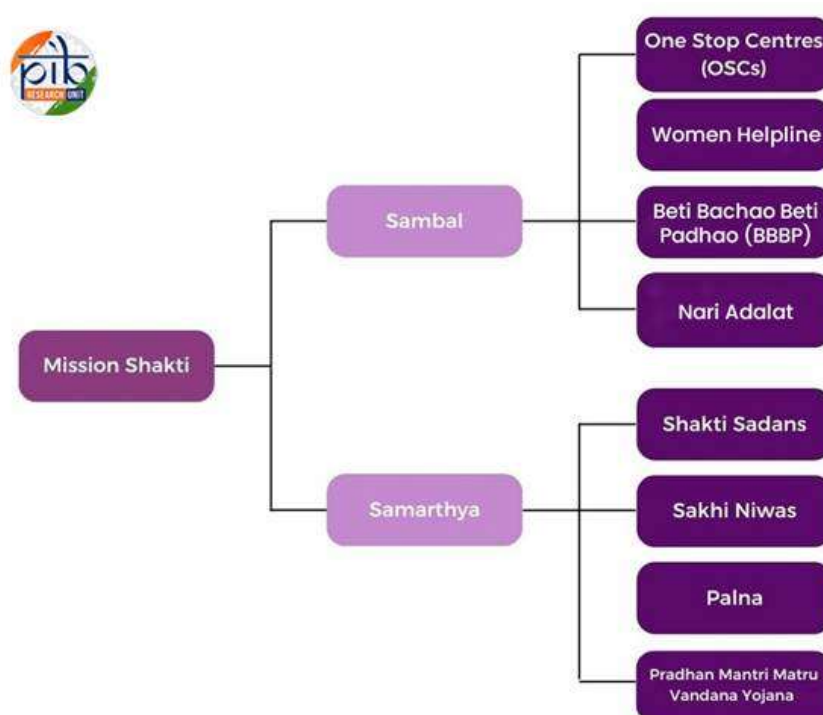 pib
RESEARCH UNIT
One Stop Centres
(OSCs)
Women Helpline
Sambal
Beti Bachao Beti
Padhao (BBBP)
Nari Adalat
Mission Shakti
Shakti Sadans
Samarthya
Sakhi Niwas
Palna
Pradhan Mantri Matru
Vandana Yojana